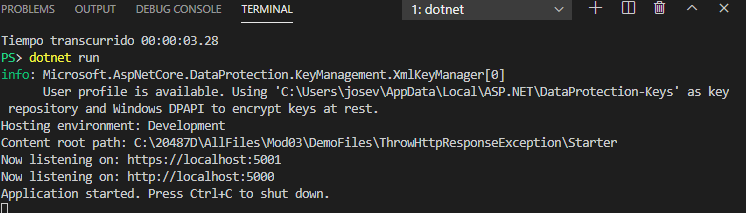 PROBLEMS OUTPUT DEBUG CONSOLE TERMINAL 1: dotnet
Tiempo transcurrido 00:00:03.28
PS> dotnet run
info: Microsoft.AspNetCore.DataProtection.KeyManagement.XmlKeyManager[0]
User profile is available. Using 'C:\Users\josev\AppData\Local\ASP.NET\DataProtection-Keys' as key
repository and Windows DPAPI to encrypt keys at rest.
Hosting environment: Development
Content root path: C:\20487D\AllFiles\Mod03\DemoFiles\ThrowHttpResponseException\Starter
Now listening on: https://localhost:5001
Now listening on: http://localhost:5000
Application started. Press Ctrl+C to shut down.